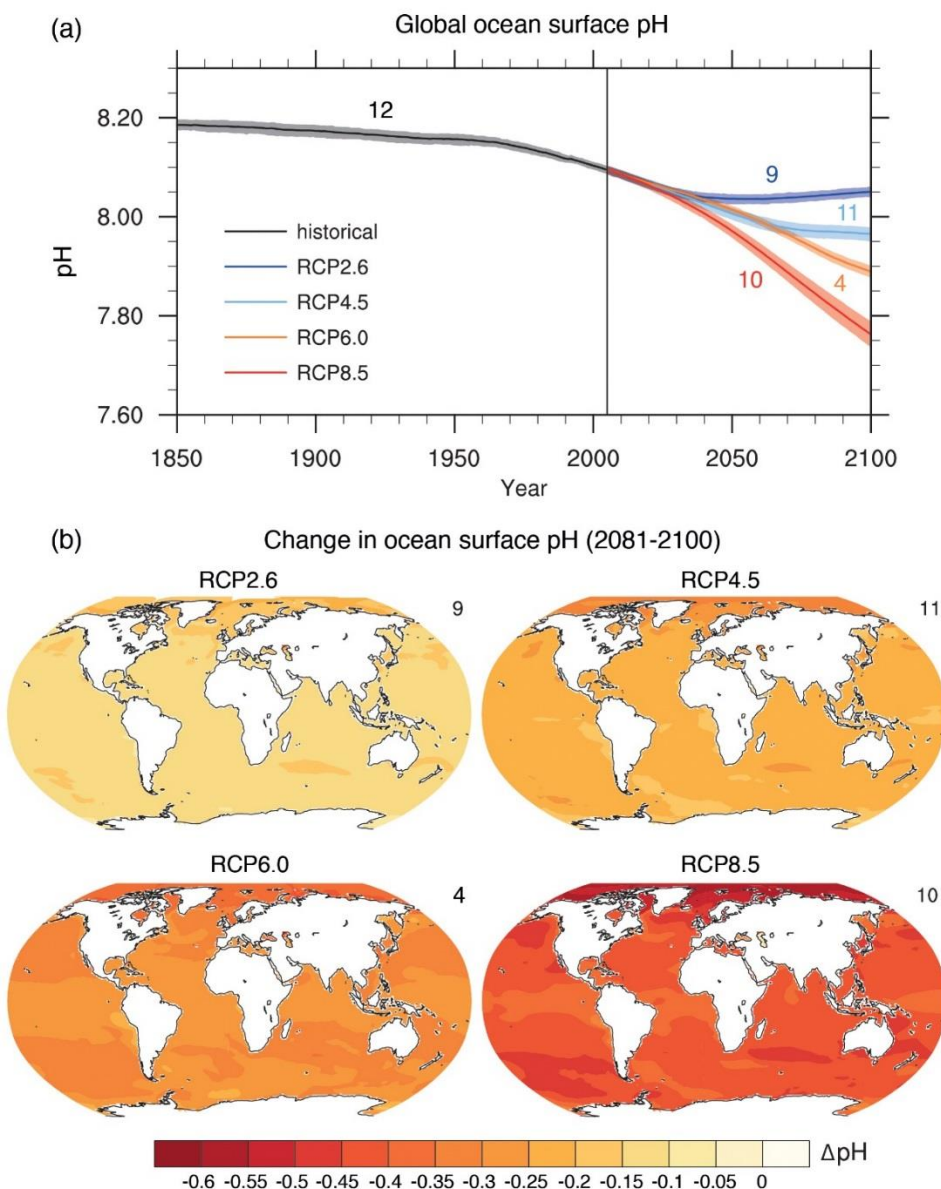 (a) Global ocean surface pH
8.20
8.00
7.80
7.60
pH
12
9
11
4
10
historical
RCP2.6
RCP4.5
RCP6.0
RCP8.5
1850 1900 1950 2000 2050 2100
Year
(b) Change in ocean surface pH (2081-2100)
RCP2.6 RCP4.5
9 11
RCP6.0 RCP8.5
4 10
ΔpH
-0.6 -0.55 -0.5 -0.45 -0.4 -0.35 -0.3 -0.25 -0.2 -0.15 -0.1 -0.05 0